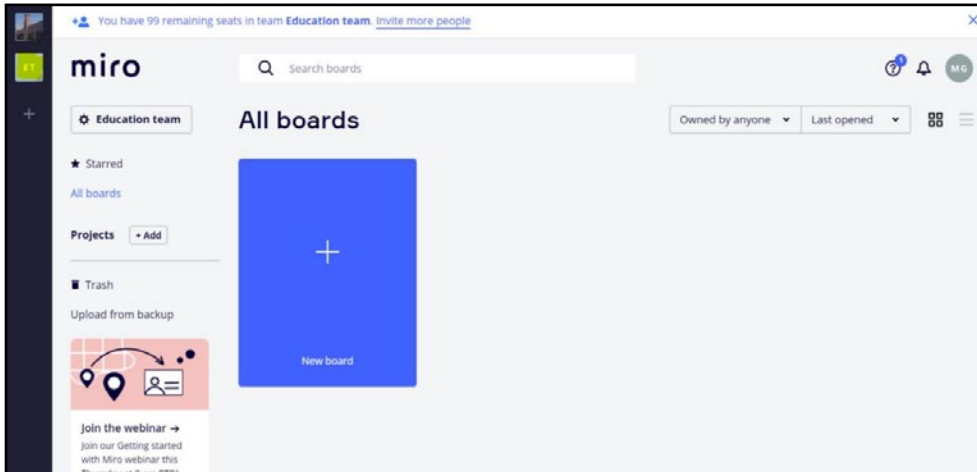 You have 99 remaining seats in team Education team. Invite more people
ET
miro
Search boards
1
MG
Education team
All boards
Owned by anyone
Last opened
Starred
All boards
Projects
+ Add
Trash
Upload from backup
New board
Join the webinar →
Join our Getting started
with Miro webinar this